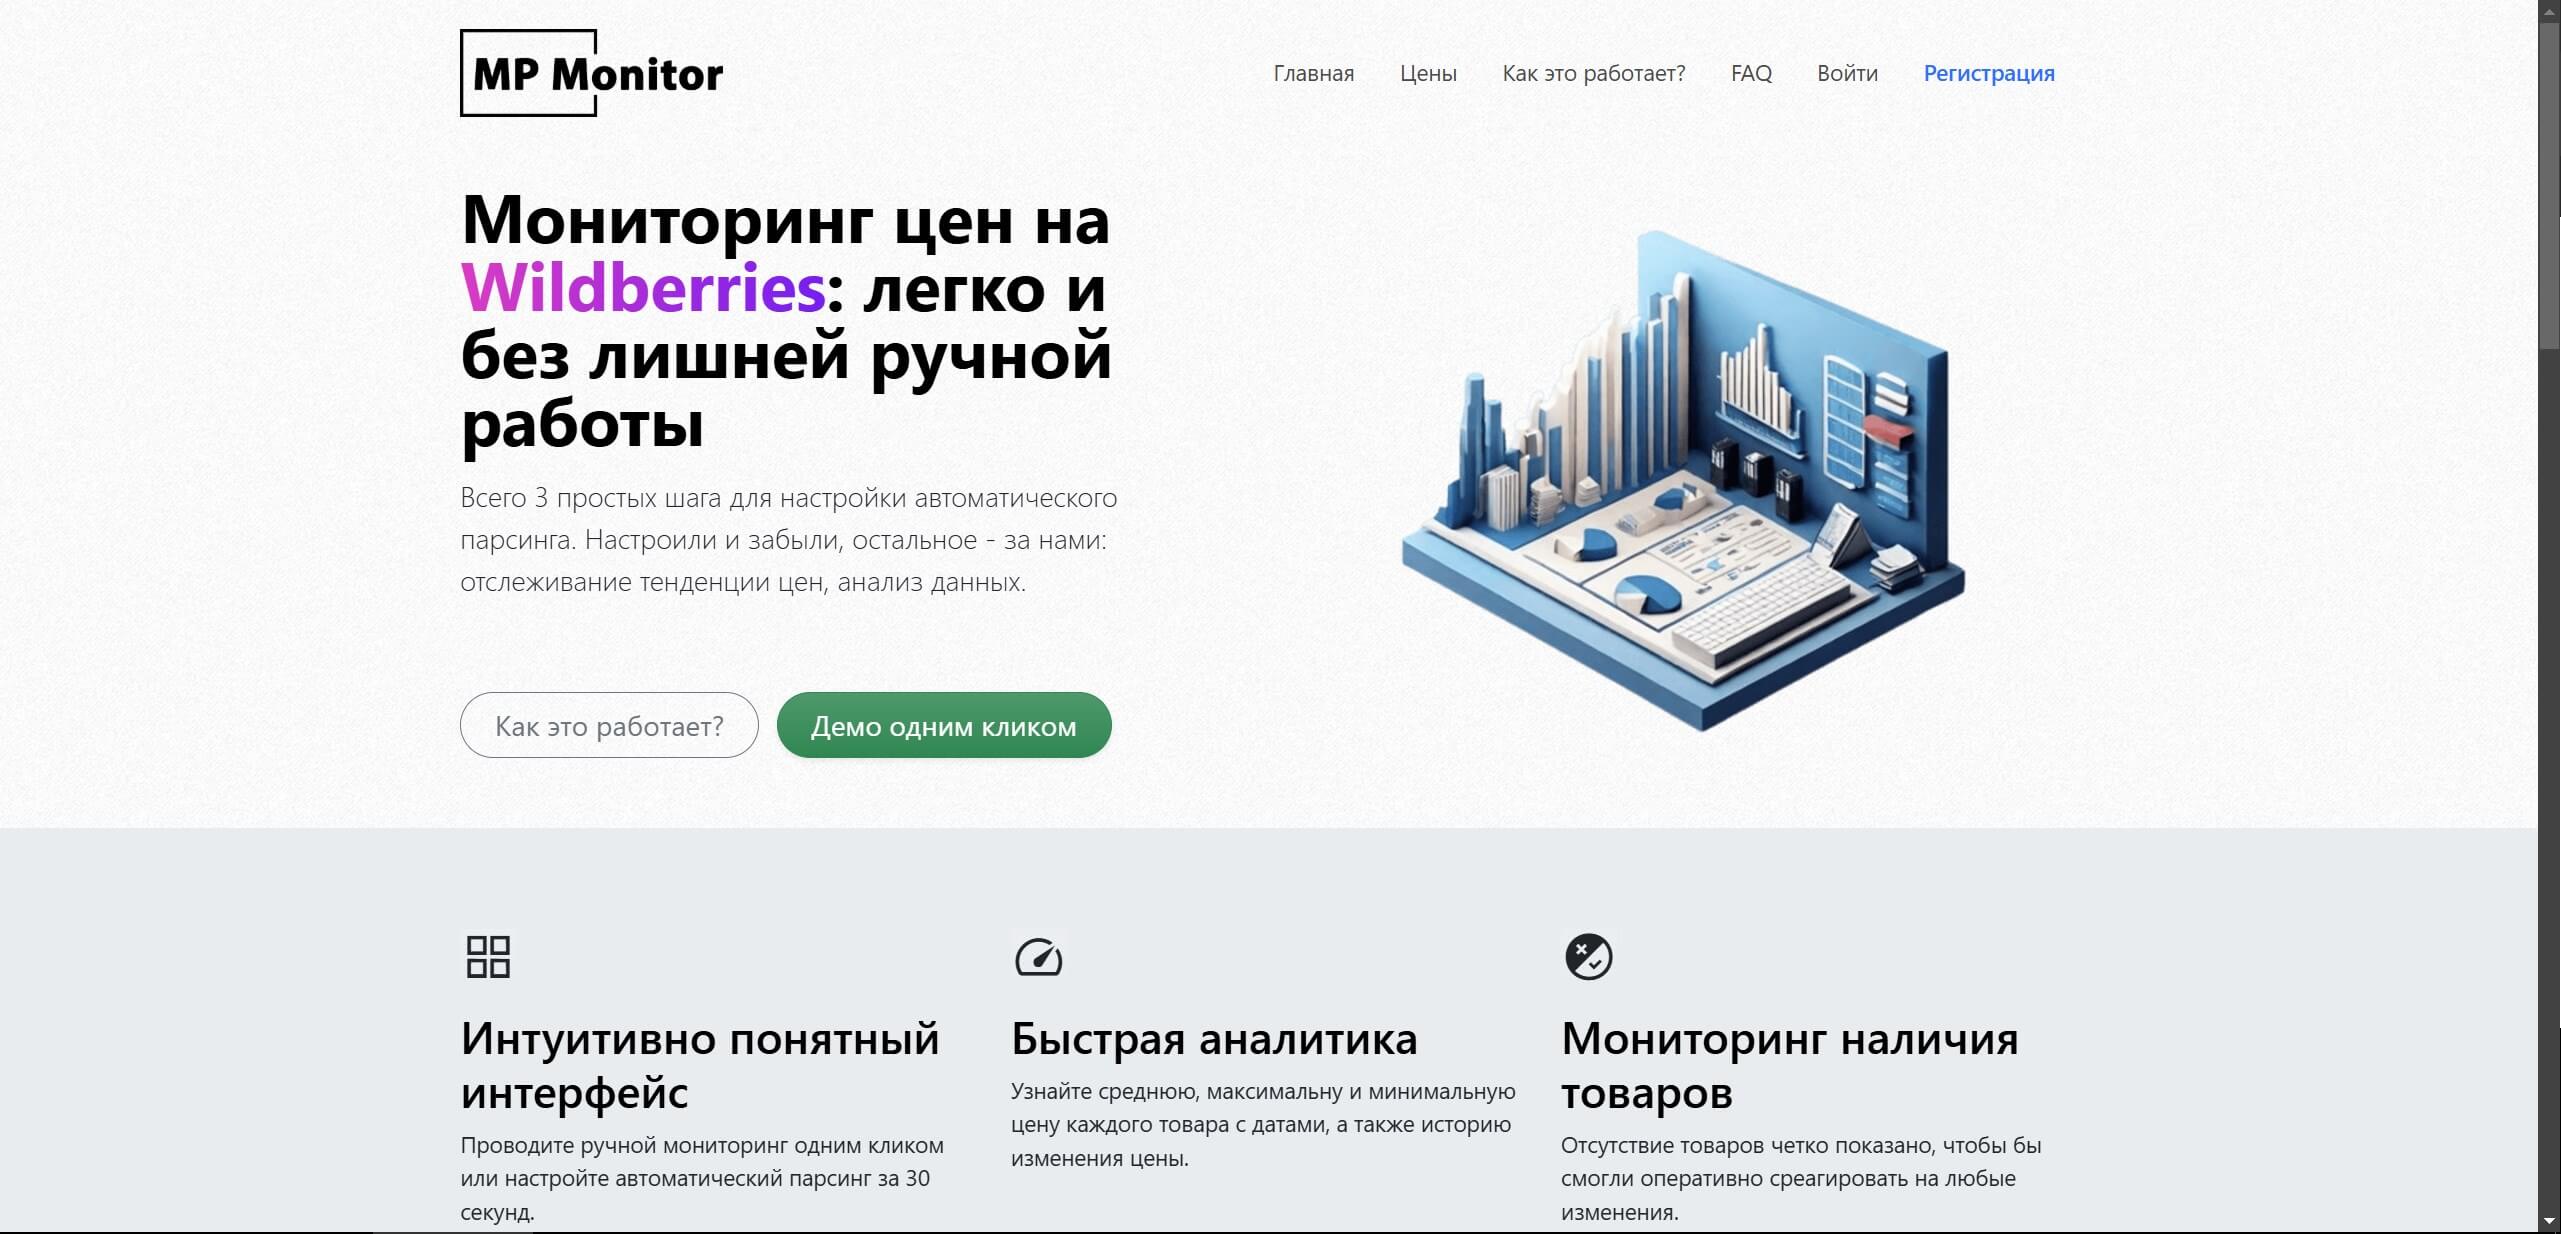 MP Monitor
Главная Цены Как это работает? FAQ Войти Регистрация
Мониторинг цен на
Wildberries: легко и
без лишней ручной
работы
Всего 3 простых шага для настройки автоматического
парсинга. Настроили и забыли, остальное - за нами:
отслеживание тенденции цен, анализ данных.
Как это работает? Демо одним кликом
Интуитивно понятный
интерфейс
Проводите ручной мониторинг одним кликом
или настройте автоматический парсинг за 30
секунд.
Быстрая аналитика
Узнайте среднюю, максимальну и минимальную
цену каждого товара с датами, а также историю
изменения цены.
Мониторинг наличия
товаров
Отсутствие товаров четко показано, чтобы бы
смогли оперативно среагировать на любые
изменения.